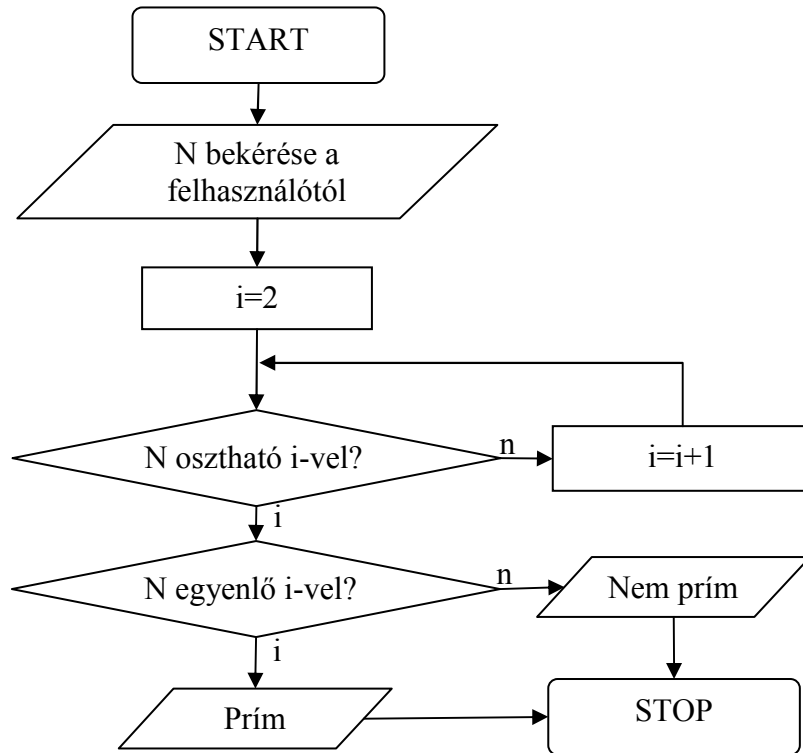 START
N bekérése a
felhasználótól
i=2
N osztható i-vel?
n
i=i+1
i
N egyenlő i-vel?
n
Nem prím
i
Prím
STOP